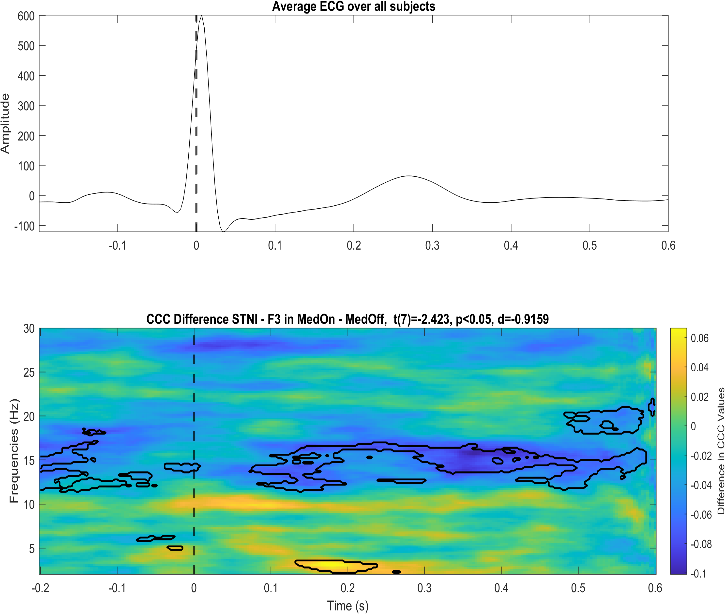 Average ECG over all subjects
600
500
400
300
200
100
0
-100
Amplitude
-0.1 0 0.1 0.2 0.3 0.4 0.5 0.6
CCC Difference STNl - F3 in MedOn - MedOff, t(7)=-2.423, p<0.05, d=-0.9159
30
25
20
15
10
5
Frequencies (Hz)
-0.2 -0.1 0 0.1 0.2 0.3 0.4 0.5 0.6
Time (s)
0.06
0.04
0.02
0
-0.02
-0.04
-0.06
-0.08
-0.1
Difference in CCC Values